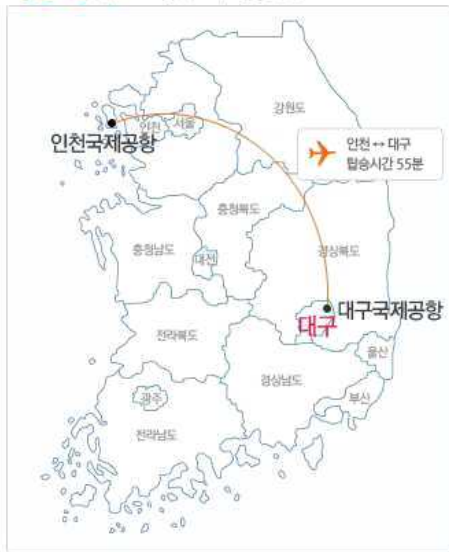 강원도
인천
서울
인천국제공항
인천 ↔ 대구
탑승시간 55분
충청북도
충청남도
대전
경상북도
대구국제공항
대구
전라북도
울산
경상남도
광주
부산
전라남도